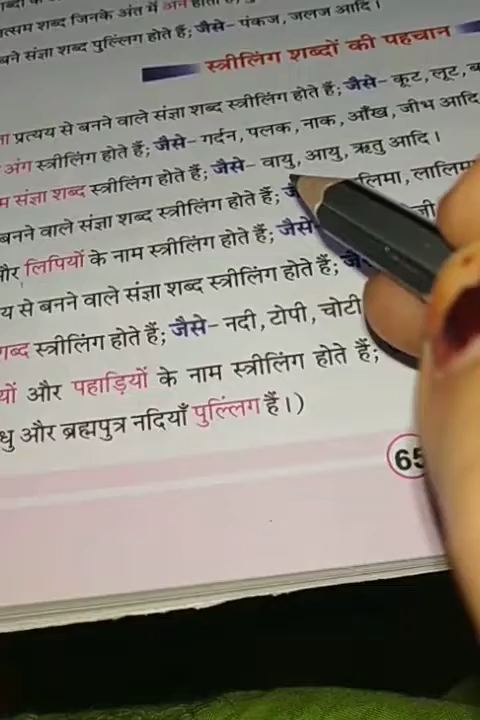 तत्सम शब्द जिनके अंत में
बने संज्ञा शब्द पुल्लिंग होते हैं; जैसे– पंकज, जलज आदि।
स्त्रीलिंग शब्दों की पहचान
प्रत्यय से बनने वाले संज्ञा शब्द स्त्रीलिंग होते हैं; जैसे– कूट, लूट,
अंग स्त्रीलिंग होते हैं; जैसे– गर्दन, पलक, नाक, आँख, जीभ आदि
संज्ञा शब्द स्त्रीलिंग होते हैं; जैसे– वायु, आयु, ऋतु आदि।
बनने वाले संज्ञा शब्द स्त्रीलिंग होते हैं;
और लिपियों के नाम स्त्रीलिंग होते हैं; जैसे–
से बनने वाले संज्ञा शब्द स्त्रीलिंग होते हैं;
शब्द स्त्रीलिंग होते हैं; जैसे– नदी, टोपी, चोटी
और पहाड़ियों के नाम स्त्रीलिंग होते हैं;
और ब्रह्मपुत्र नदियाँ पुल्लिंग हैं।)
65